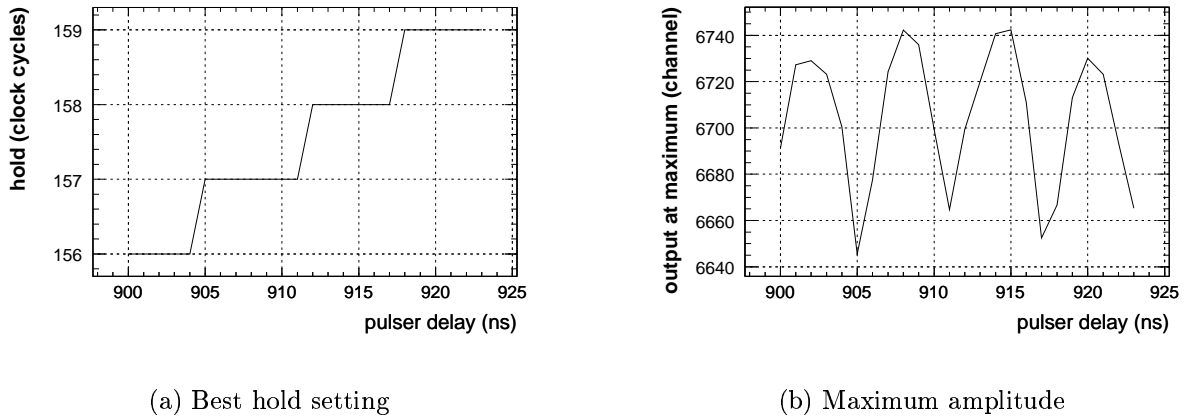 hold (clock cycles)
159
158
157
156
900 905 910 915 920 925
pulser delay (ns)
(a) Best hold setting
output at maximum (channel)
6740
6720
6700
6680
6660
6640
900 905 910 915 920 925
pulser delay (ns)
(b) Maximum amplitude